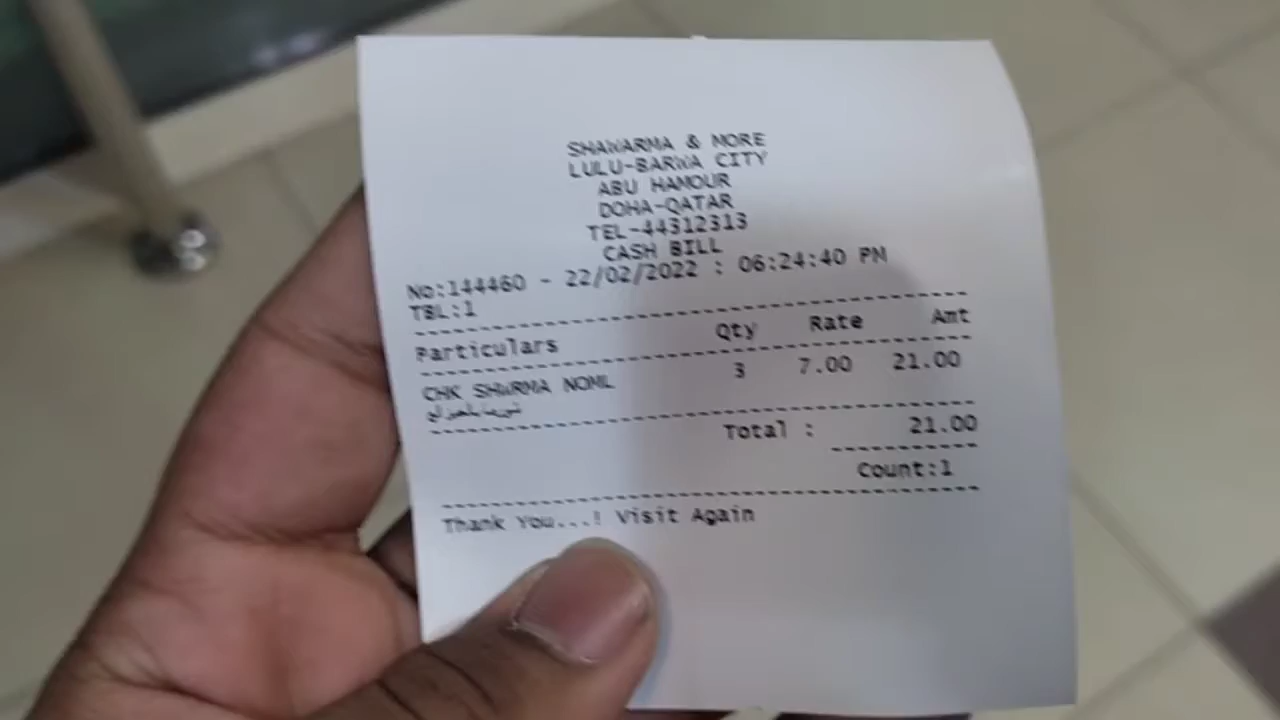 SHAWARMA & MORE
LULU-BARWA CITY
ABU HAMOUR
DOHA-QATAR
TEL-44312313
CASH BILL
No:144460 - 22/02/2022 : 06:24:40 PM
TBL:1
Particulars Qty Rate Amt
CHK SHWRMA NOML 3 7.00 21.00
Total : 21.00
Count:1
Thank You...! Visit Again